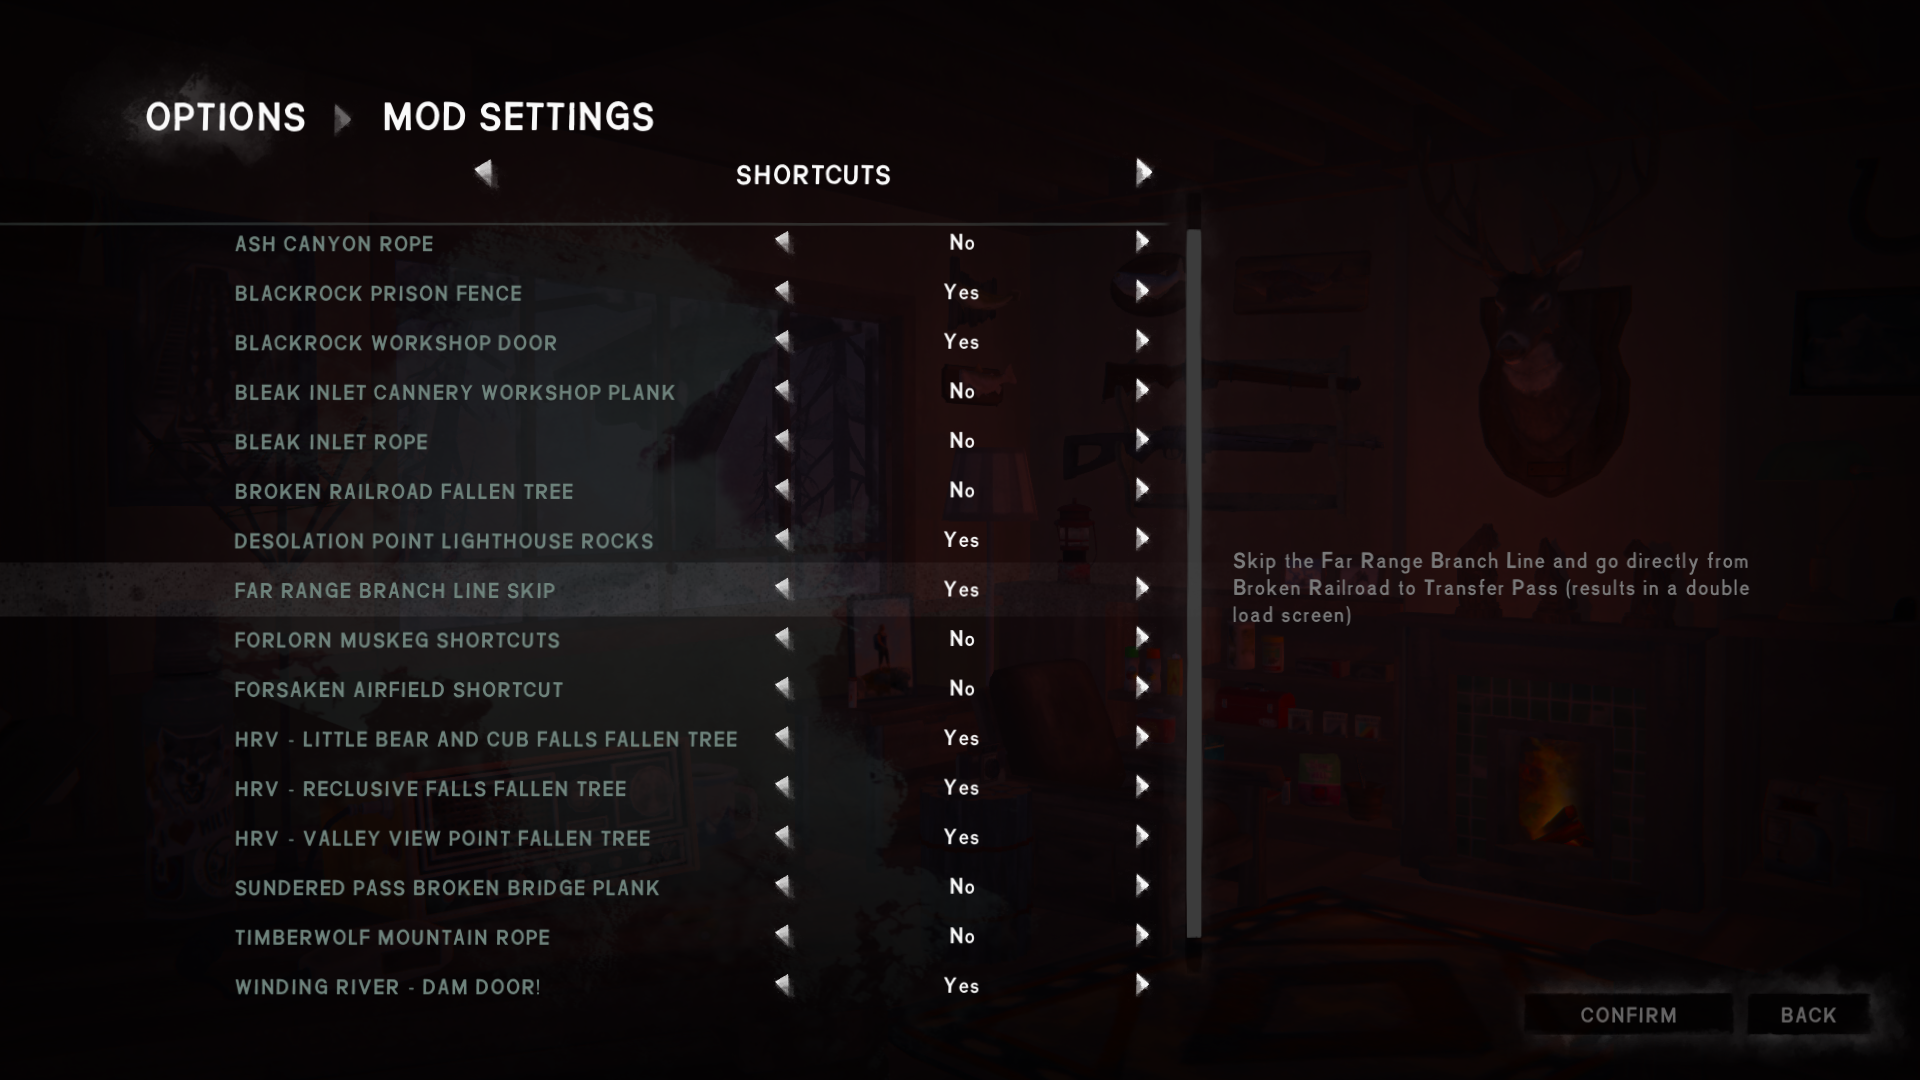 OPTIONS MOD SETTINGS
SHORTCUTS
ASH CANYON ROPE No
BLACKROCK PRISON FENCE Yes
BLACKROCK WORKSHOP DOOR Yes
BLEAK INLET CANNERY WORKSHOP PLANK No
BLEAK INLET ROPE No
BROKEN RAILROAD FALLEN TREE No
DESOLATION POINT LIGHTHOUSE ROCKS Yes
FAR RANGE BRANCH LINE SKIP Yes
FORLORN MUSKEG SHORTCUTS No
FORSAKEN AIRFIELD SHORTCUT No
HRV - LITTLE BEAR AND CUB FALLS FALLEN TREE Yes
HRV - RECLUSIVE FALLS FALLEN TREE Yes
HRV - VALLEY VIEW POINT FALLEN TREE Yes
SUNDERED PASS BROKEN BRIDGE PLANK No
TIMBERWOLF MOUNTAIN ROPE No
WINDING RIVER - DAM DOOR! Yes
Skip the Far Range Branch Line and go directly from
Broken Railroad to Transfer Pass (results in a double
load screen)
CONFIRM BACK